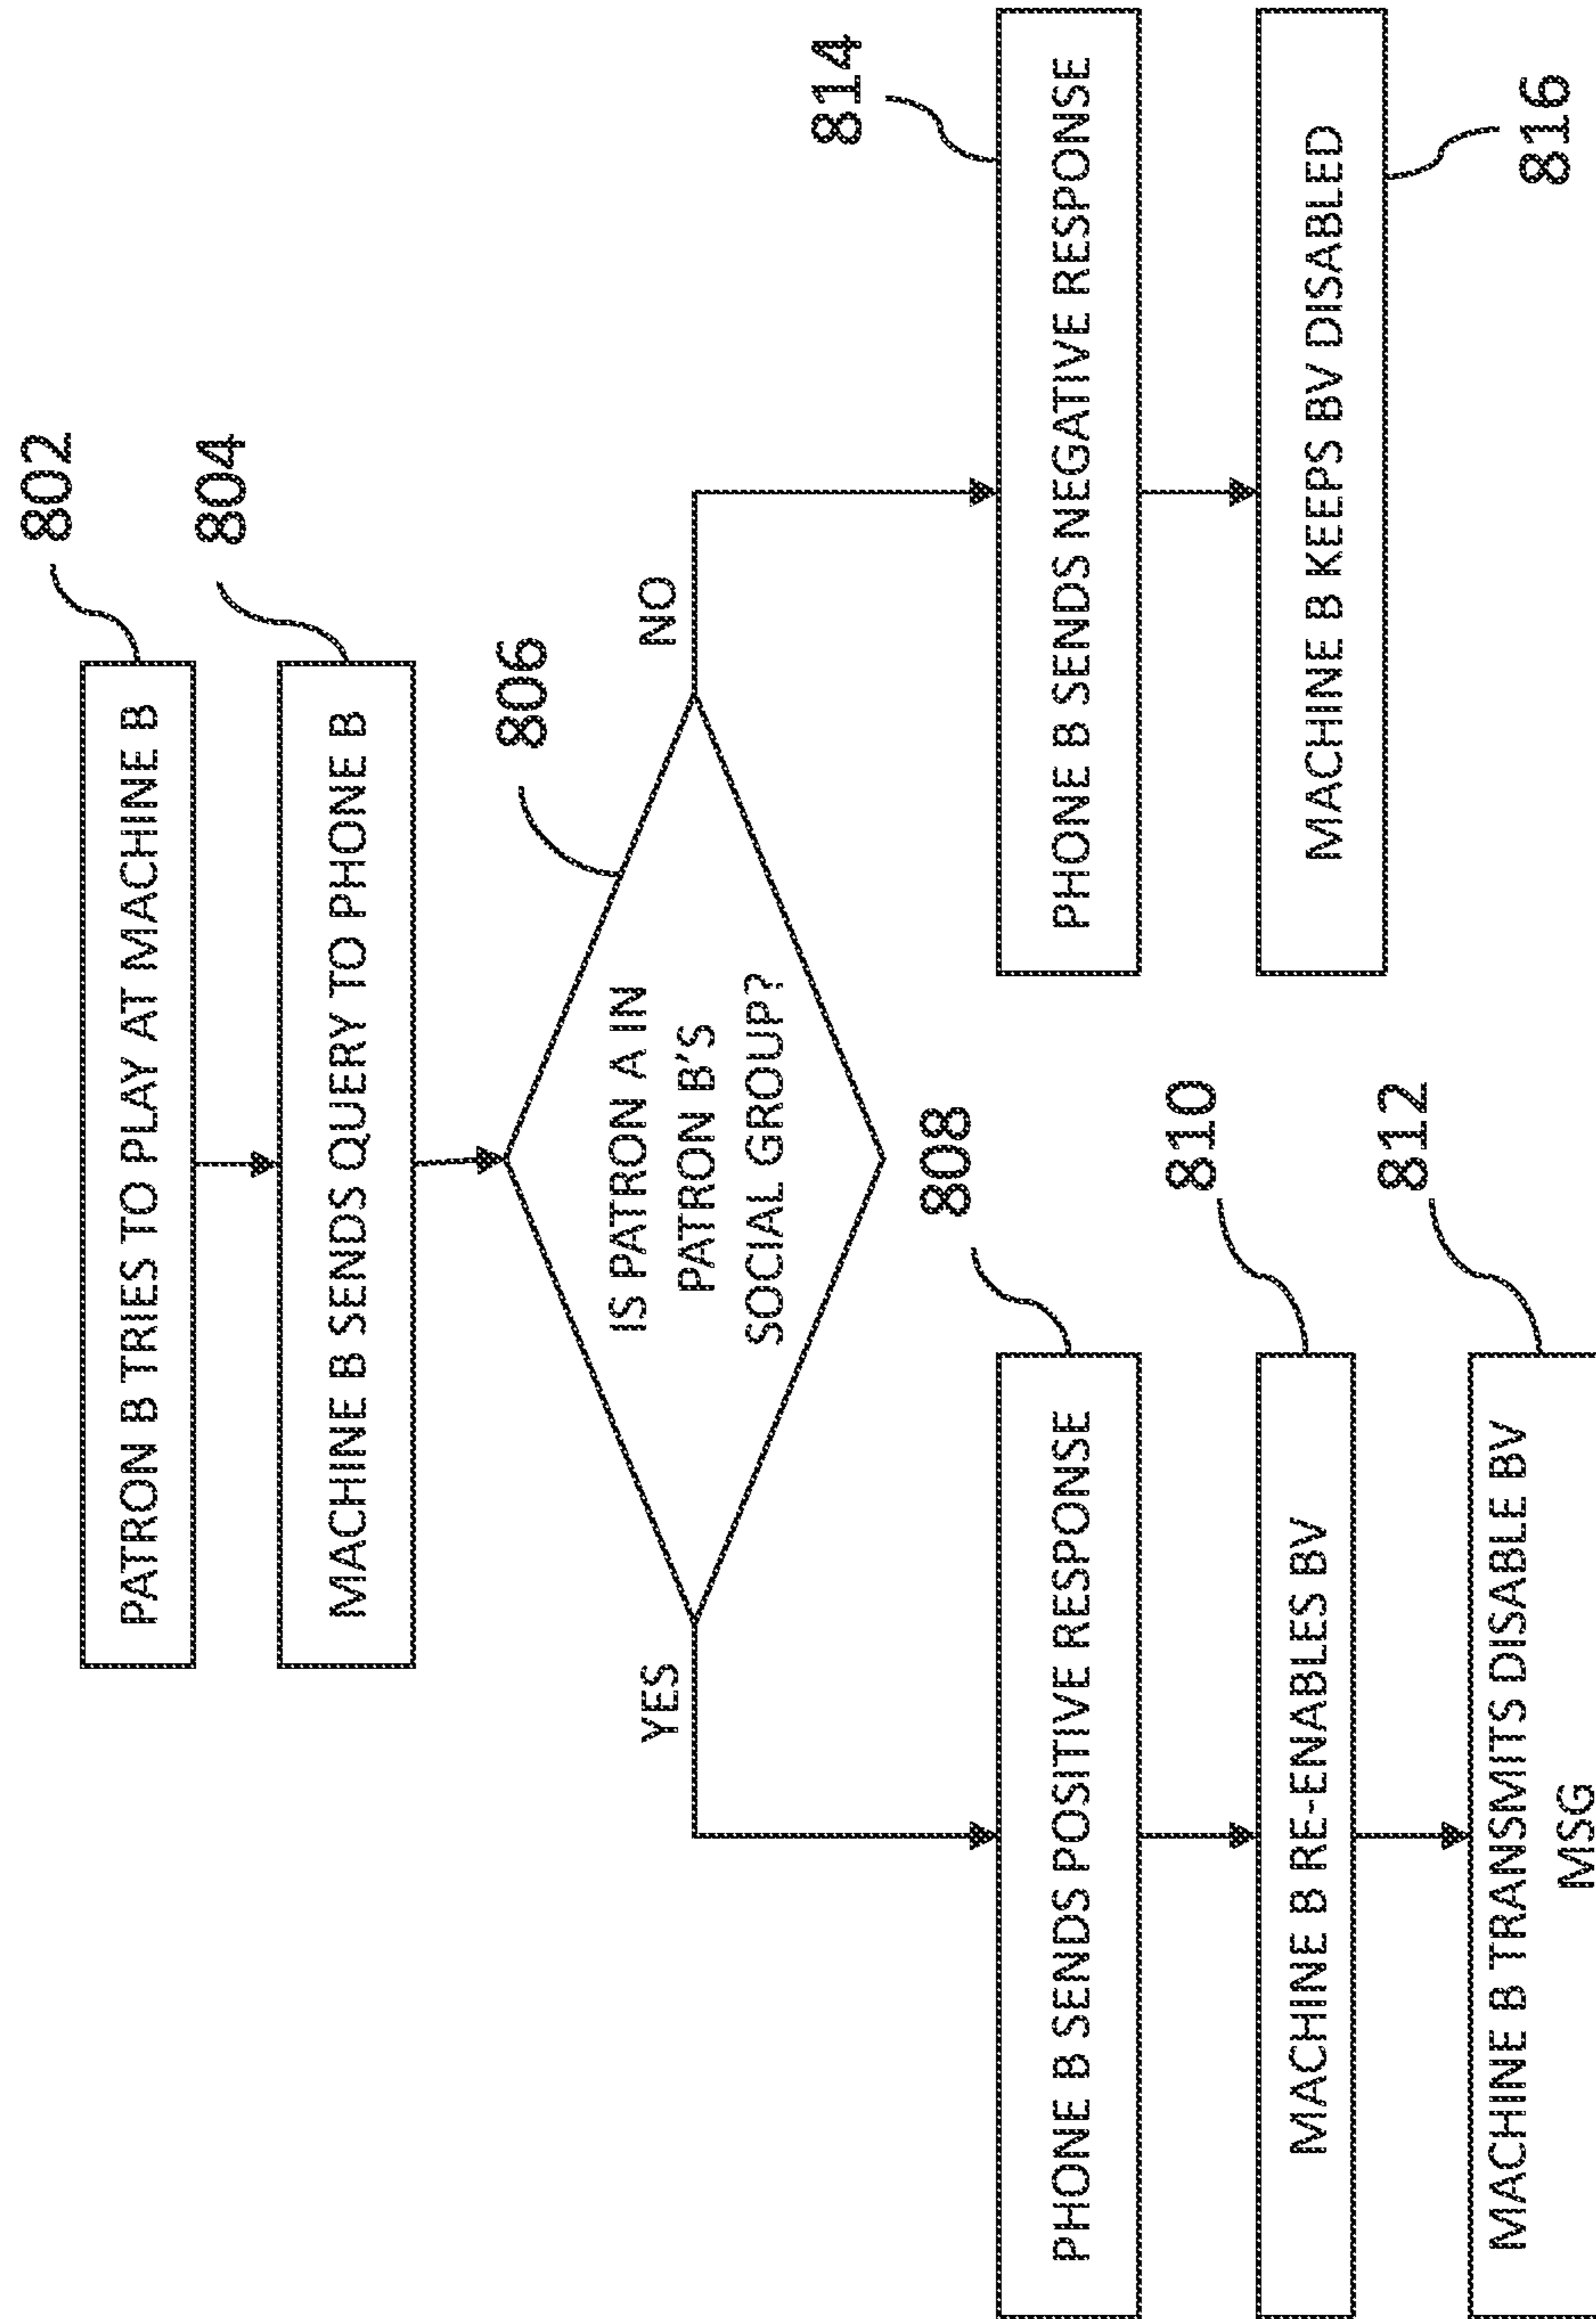 PATRON B TRIES TO PLAY AT MACHINE B
802
MACHINE B SENDS QUERY TO PHONE B
804
IS PATRON A IN
PATRON B'S
SOCIAL GROUP?
806
YES
NO
PHONE B SENDS POSITIVE RESPONSE
808
MACHINE B RE-ENABLES BV
810
MACHINE B TRANSMITS DISABLE BV
MSG
812
PHONE B SENDS NEGATIVE RESPONSE
814
MACHINE B KEEPS BV DISABLED
816